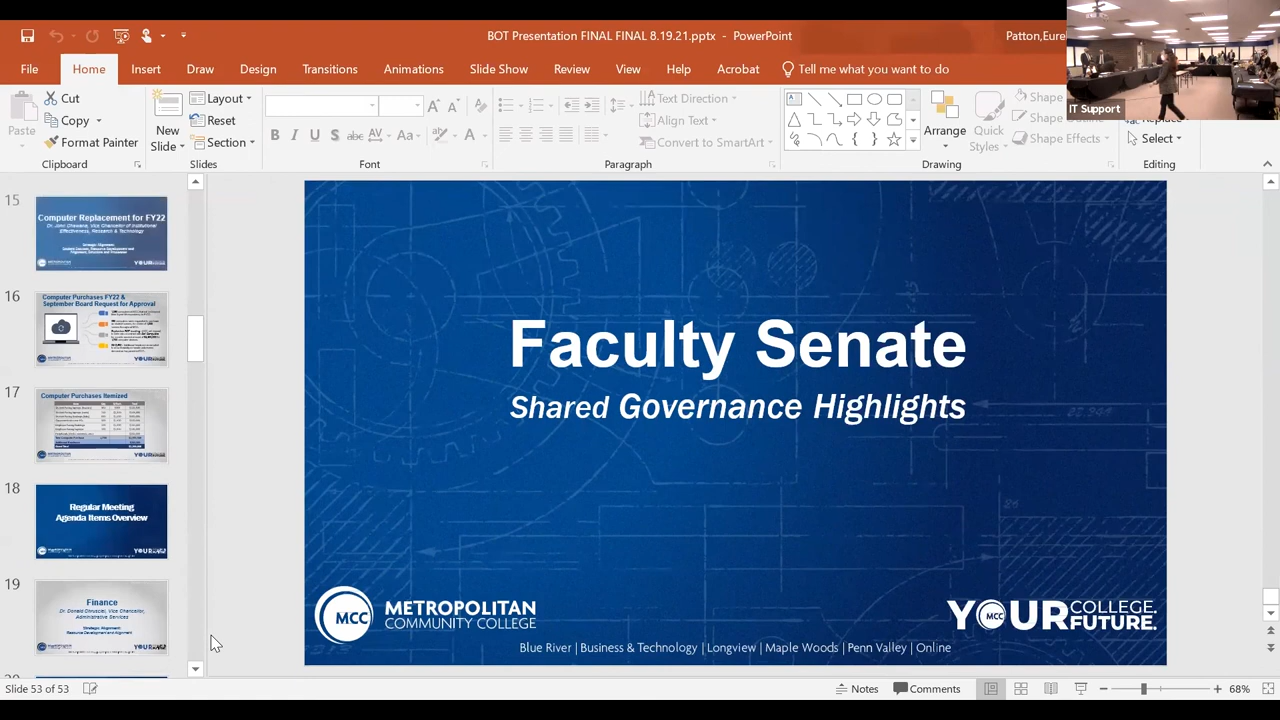 BOT Presentation FINAL FINAL 8.19.21.pptx - PowerPoint
Patton,Eure
File Home Insert Draw Design Transitions Animations Slide Show Review View Help Acrobat Tell me what you want to do
IT Support
Paste
Cut
Copy
Format Painter
Clipboard
New Slide
Layout
Reset
Section
Slides
B I U S abc AV Aa A
Font
Text Direction
Align Text
Convert to SmartArt
Paragraph
Arrange
Quick Styles
Shape
Shape Effects
Drawing
Select
Editing
15
Computer Replacement for FY22
16
Computer Purchases FY22 &
September Board Request for Approval
17
Computer Purchases Itemized
18
Regular Meeting
Agenda Items Overview
19
Finance
Faculty Senate
Shared Governance Highlights
MCC METROPOLITAN
COMMUNITY COLLEGE
YOUR COLLEGE.
FUTURE.
MCC
Blue River | Business & Technology | Longview | Maple Woods | Penn Valley | Online
Slide 53 of 53
Notes
Comments
68%